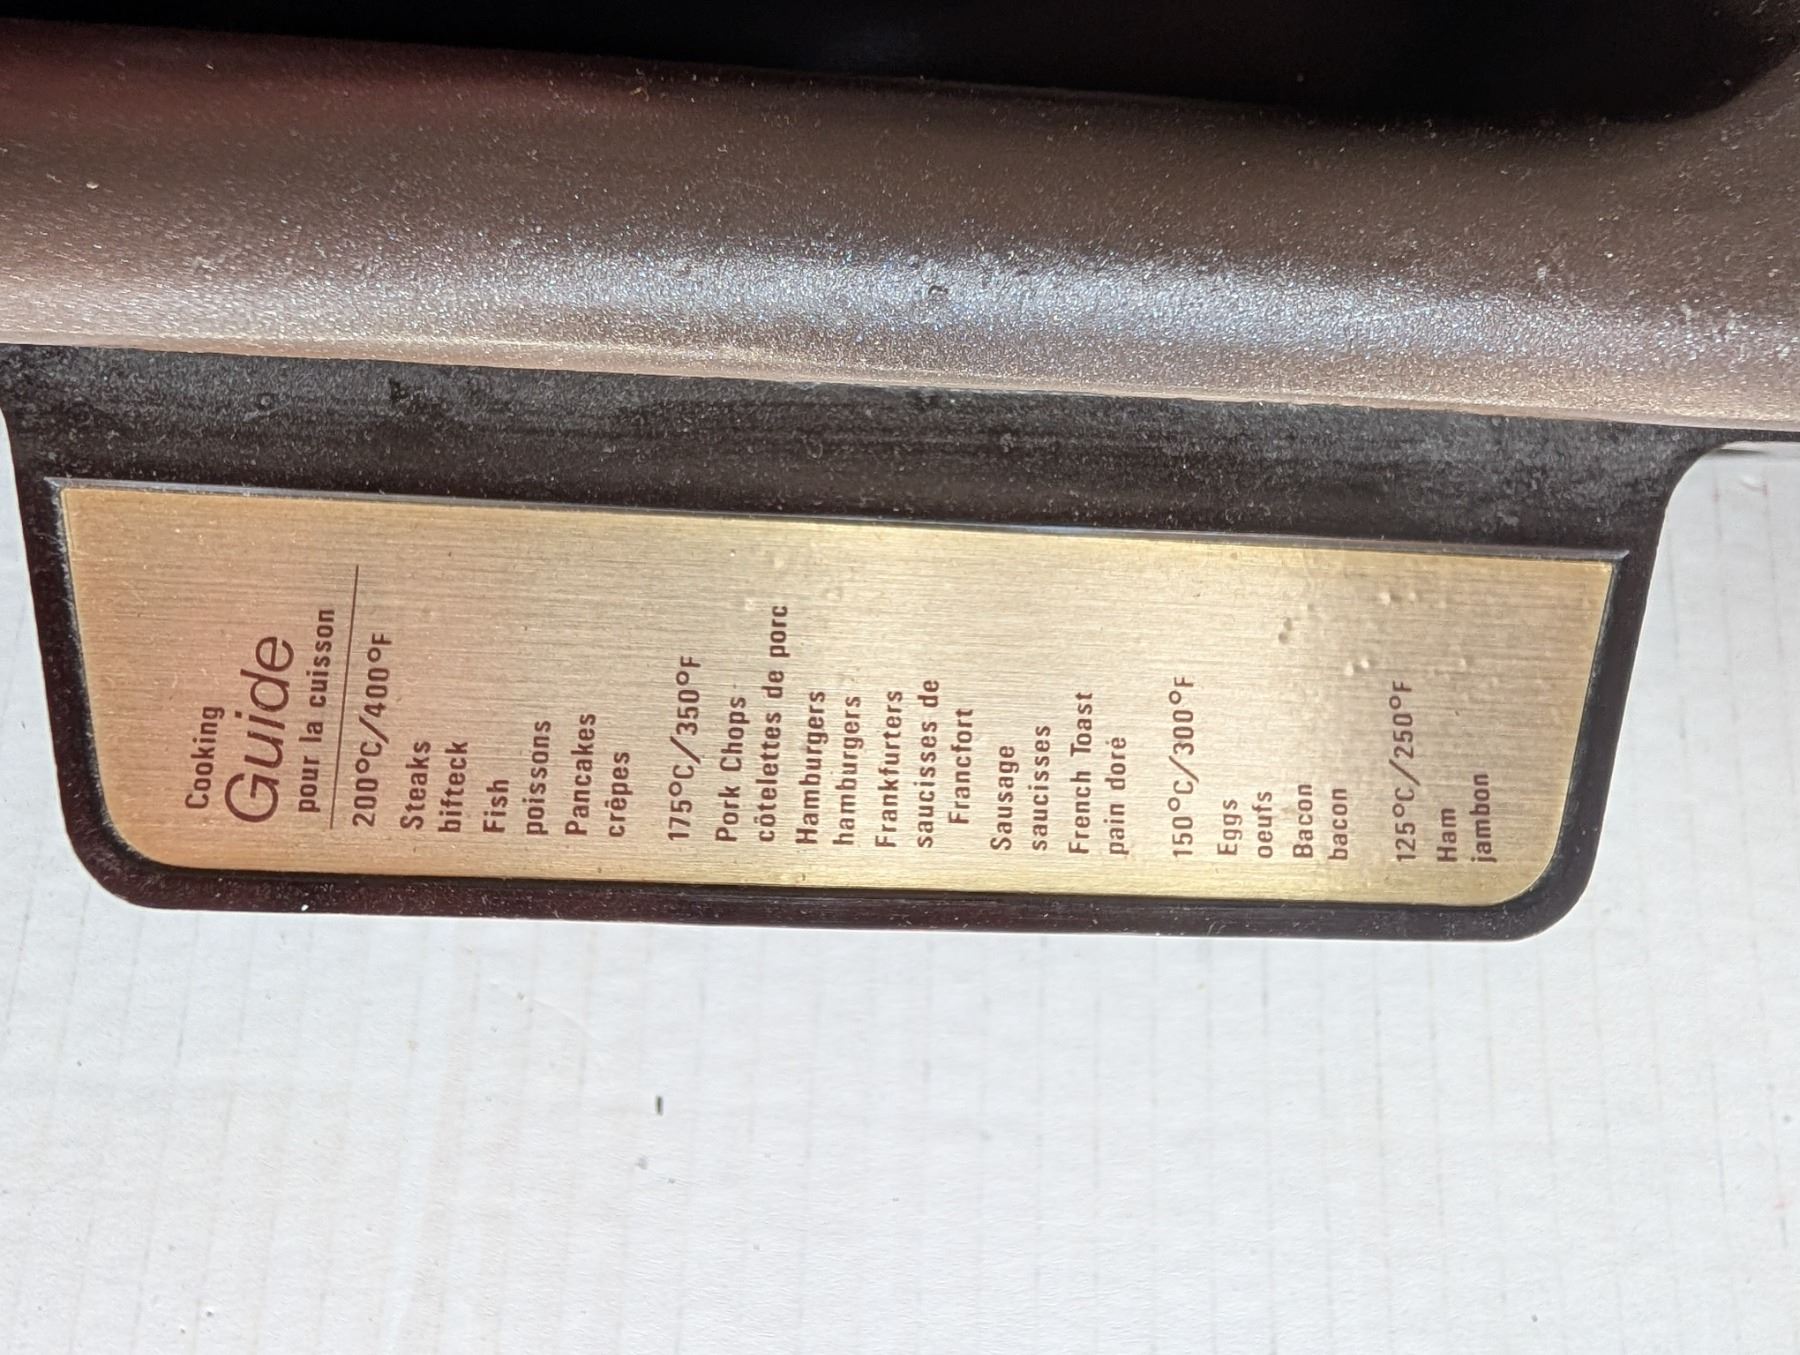 Cooking
Guide
pour la cuisson
200°C/400°F
Steaks
bifteck
Fish
poissons
Pancakes
crêpes
175°C/350°F
Pork Chops
côtelettes de porc
Hamburgers
hamburgers
Frankfurters
saucisses de
Francfort
Sausage
saucisses
French Toast
pain doré
150°C/300°F
Eggs
oeufs
Bacon
bacon
125°C/250°F
Ham
jambon